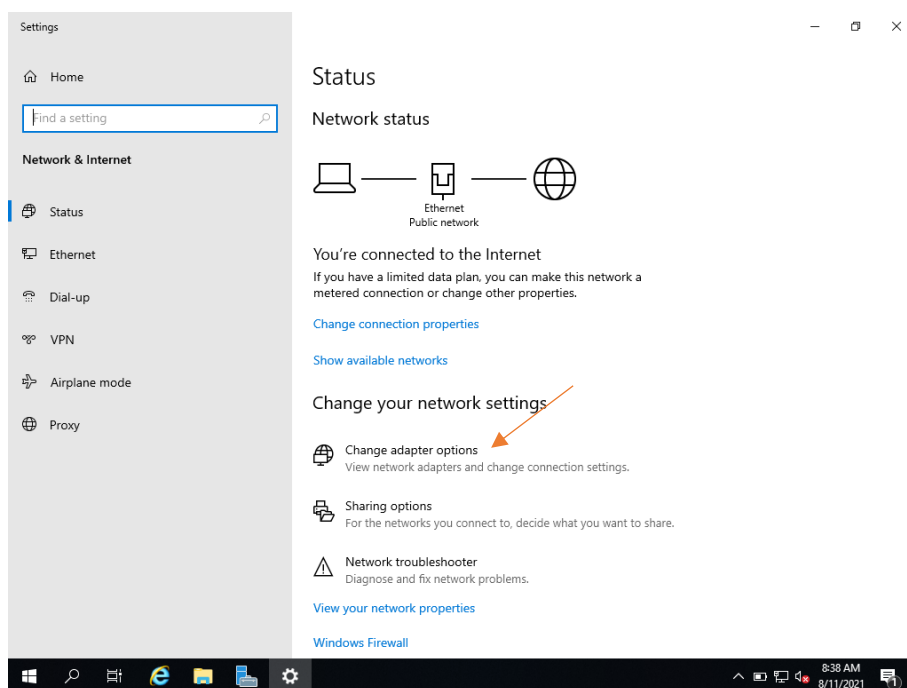 Settings
Home
Find a setting
Network & Internet
Status
Ethernet
Dial-up
VPN
Airplane mode
Proxy
Status
Network status
Ethernet
Public network
You're connected to the Internet
If you have a limited data plan, you can make this network a
metered connection or change other properties.
Change connection properties
Show available networks
Change your network settings
Change adapter options
View network adapters and change connection settings.
Sharing options
For the networks you connect to, decide what you want to share.
Network troubleshooter
Diagnose and fix network problems.
View your network properties
Windows Firewall
8:38 AM
8/11/2021
1